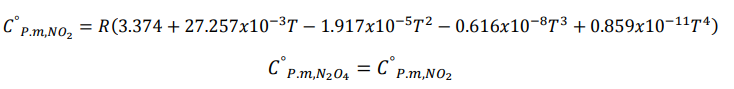 C°P.m,NO₂ = R(3.374 + 27.257x10⁻³T − 1.917x10⁻⁵T² − 0.616x10⁻⁸T³ + 0.859x10⁻¹¹T⁴)
C°P.m,N₂O₄ = C°P.m,NO₂